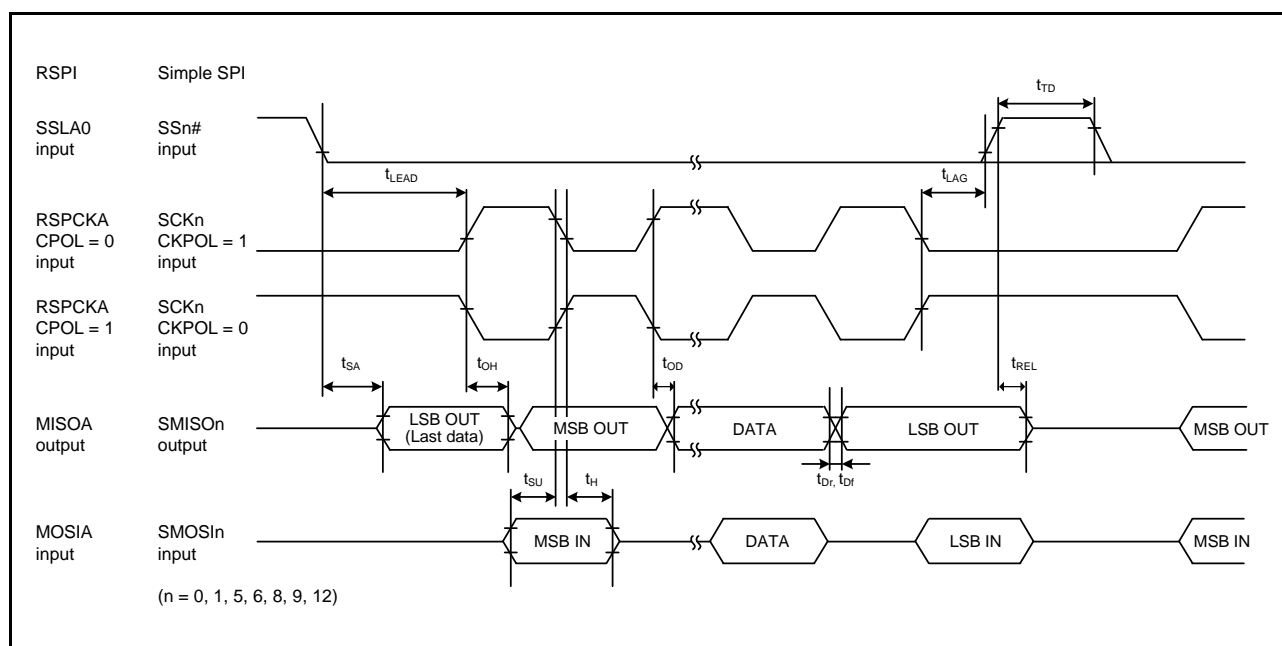 RSPI Simple SPI
tTD
SSLA0 SSn#
input input
tLEAD tLAG
RSPCKA SCKn
CPOL = 0 CKPOL = 1
input input
RSPCKA SCKn
CPOL = 1 CKPOL = 0
input input
tSA tOH tOD tREL
MISOA SMISOn
output output
LSB OUT
(Last data)
MSB OUT DATA LSB OUT MSB OUT
tSU tH tDr, tDf
MOSIA SMOSIn
input input
MSB IN DATA LSB IN MSB IN
(n = 0, 1, 5, 6, 8, 9, 12)